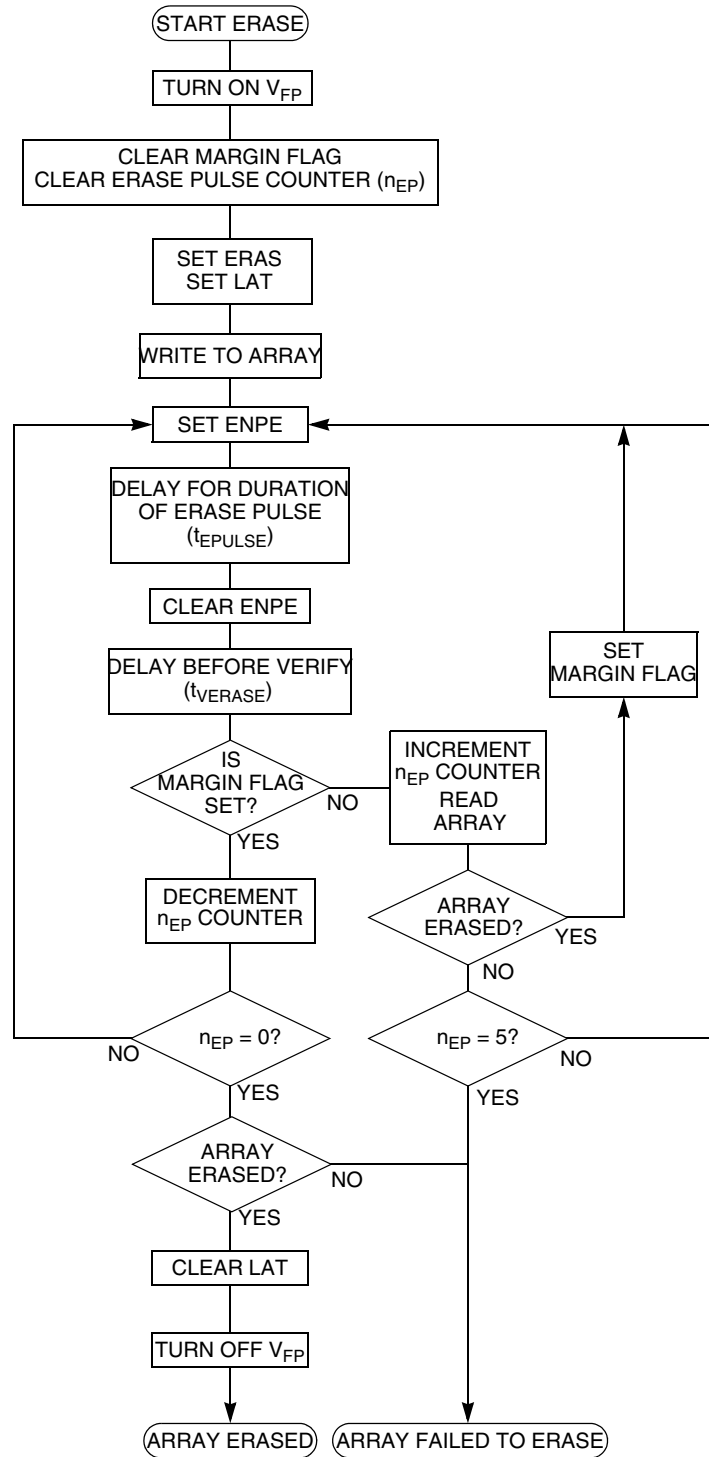 START ERASE
TURN ON VFP
CLEAR MARGIN FLAG
CLEAR ERASE PULSE COUNTER (nEP)
SET ERAS
SET LAT
WRITE TO ARRAY
SET ENPE
DELAY FOR DURATION
OF ERASE PULSE
(tEPULSE)
CLEAR ENPE
DELAY BEFORE VERIFY
(tVERASE)
SET
MARGIN FLAG
IS
MARGIN FLAG
SET?
NO
YES
INCREMENT
nEP COUNTER
READ
ARRAY
DECREMENT
nEP COUNTER
ARRAY
ERASED?
YES
NO
nEP = 0?
NO
YES
nEP = 5?
NO
YES
ARRAY
ERASED?
NO
YES
CLEAR LAT
TURN OFF VFP
ARRAY ERASED
ARRAY FAILED TO ERASE